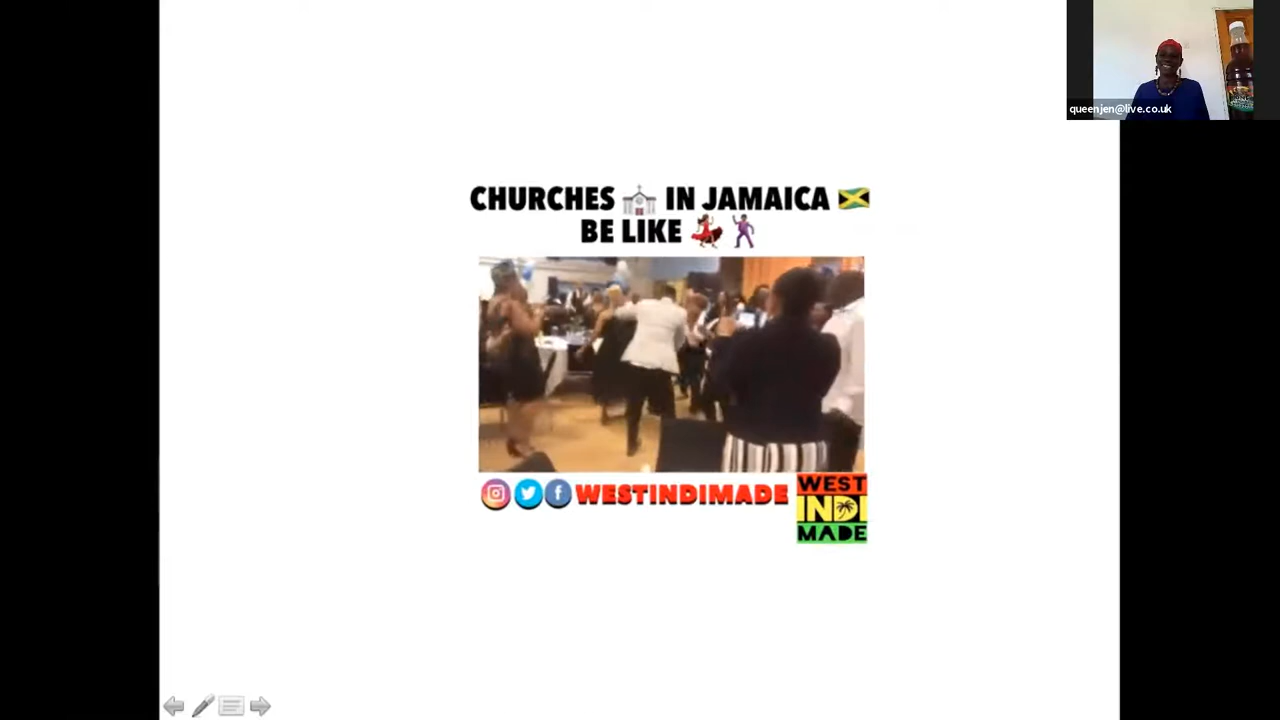 queenjen@live.co.uk
CHURCHES IN JAMAICA
BE LIKE
WESTINDIMADE
WEST
INDI
MADE